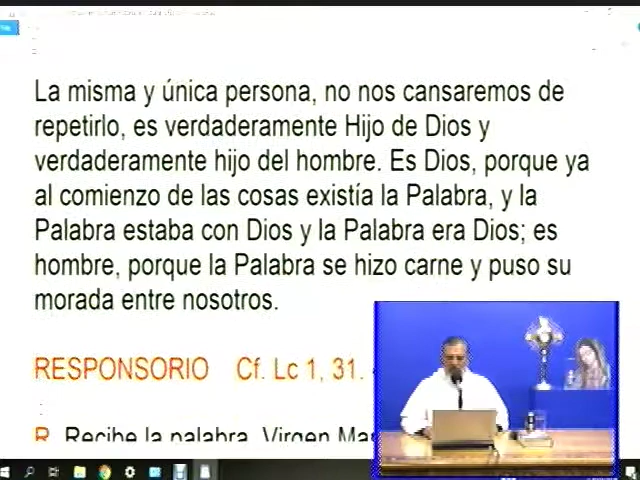 La misma y única persona, no nos cansaremos de
repetirlo, es verdaderamente Hijo de Dios y
verdaderamente hijo del hombre. Es Dios, porque ya
al comienzo de las cosas existía la Palabra, y la
Palabra estaba con Dios y la Palabra era Dios; es
hombre, porque la Palabra se hizo carne y puso su
morada entre nosotros.
RESPONSORIO Cf. Lc 1, 31.
R. Recibe la palabra, Virgen